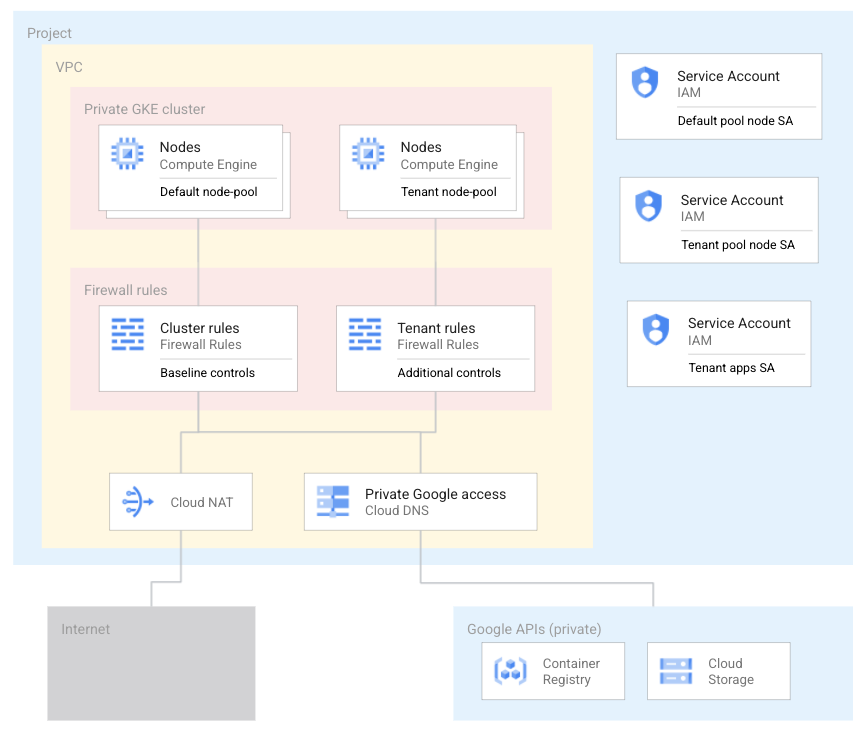 Project
VPC
Private GKE cluster
Nodes
Compute Engine
Default node-pool
Nodes
Compute Engine
Tenant node-pool
Firewall rules
Cluster rules
Firewall Rules
Baseline controls
Tenant rules
Firewall Rules
Additional controls
Cloud NAT
Private Google access
Cloud DNS
Service Account
IAM
Default pool node SA
Service Account
IAM
Tenant pool node SA
Service Account
IAM
Tenant apps SA
Internet
Google APIs (private)
Container
Registry
Cloud
Storage